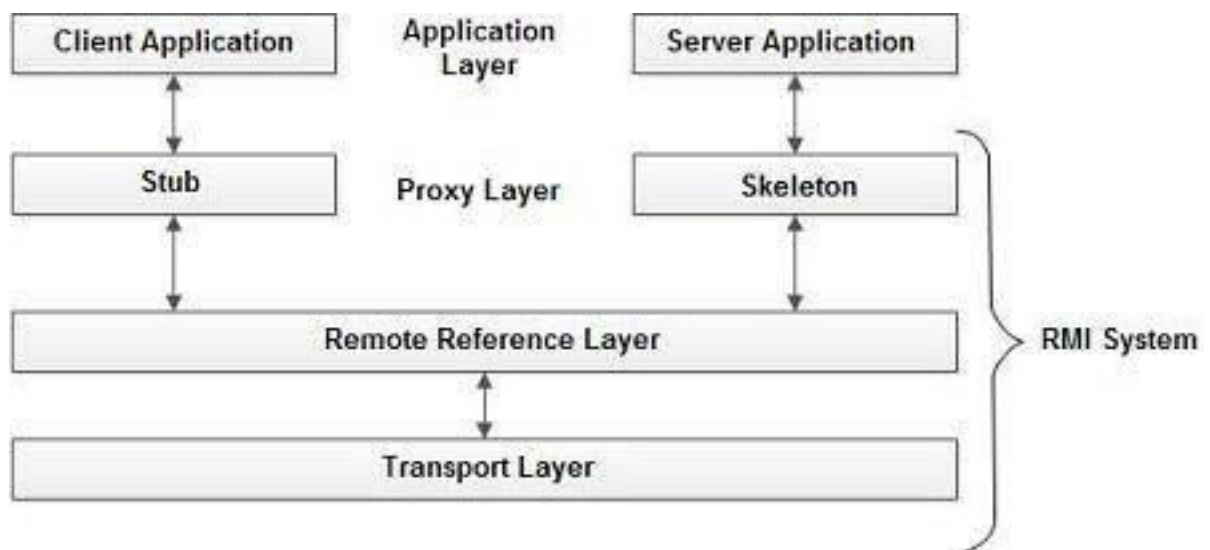 Client Application
Application
Layer
Server Application
Stub
Proxy Layer
Skeleton
Remote Reference Layer
RMI System
Transport Layer